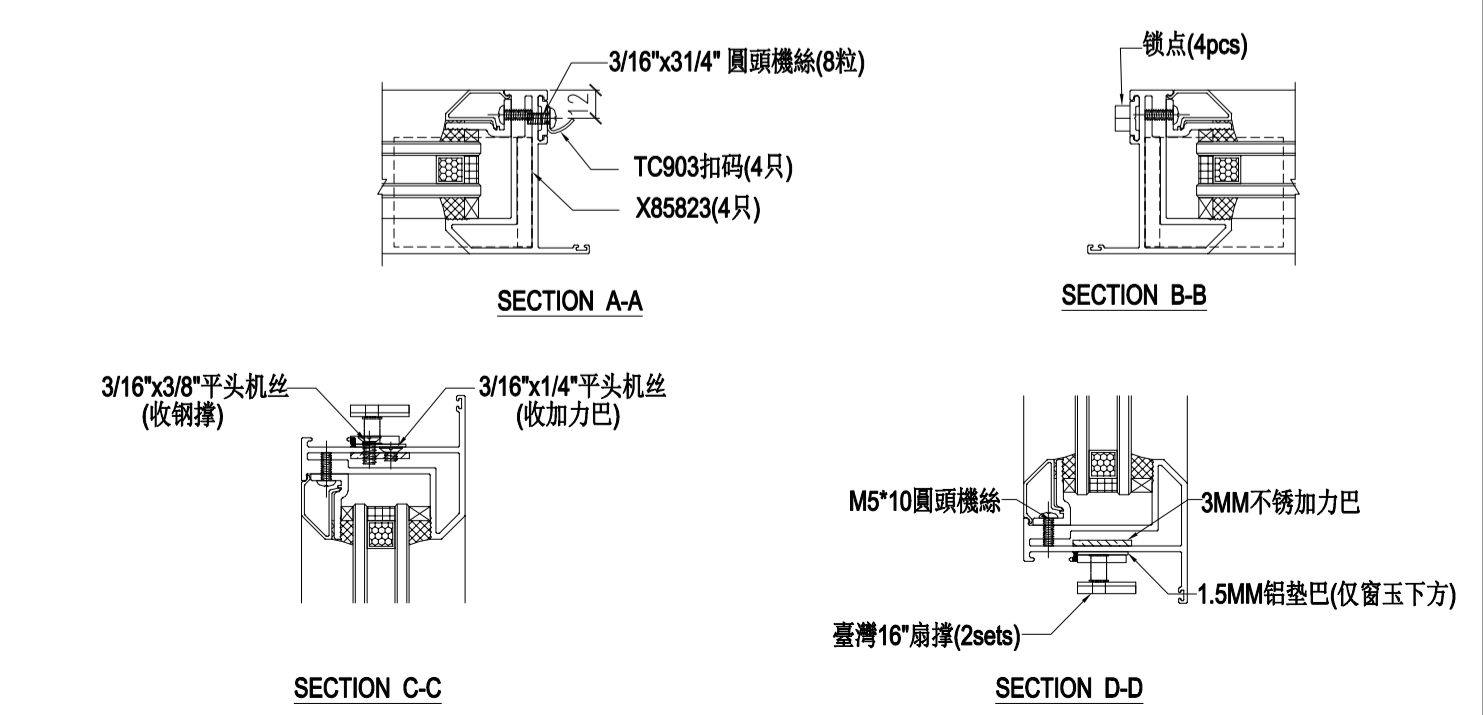 3/16"x31/4" 圓頭機絲(8粒)
12
TC903扣码(4只)
X85823(4只)
SECTION A-A
锁点(4pcs)
SECTION B-B
3/16"x3/8"平头机丝
(收钢撑)
3/16"x1/4"平头机丝
(收加力巴)
SECTION C-C
M5*10圓頭機絲
3MM不锈加力巴
1.5MM铝垫巴(仅窗玉下方)
臺灣16"扇撑(2sets)
SECTION D-D